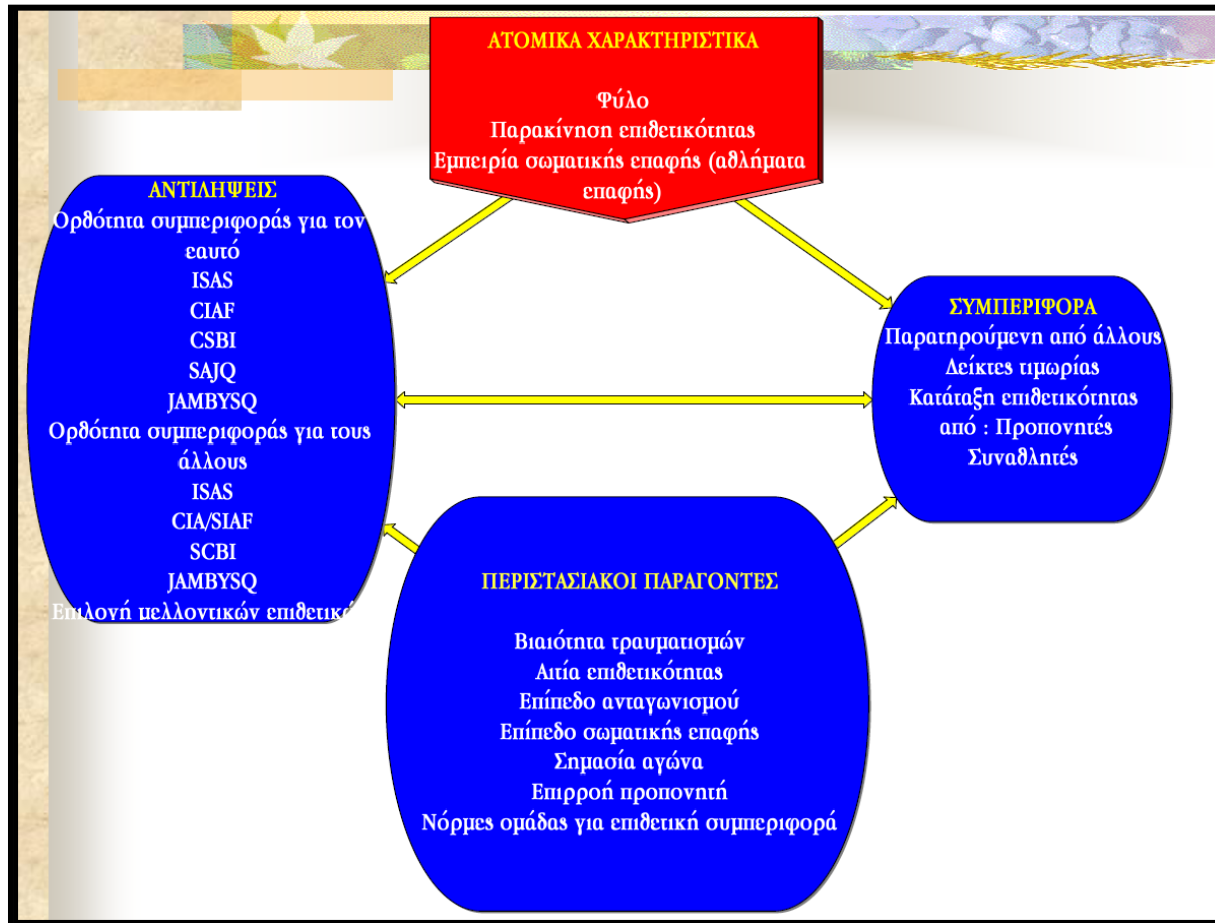 ΑΤΟΜΙΚΑ ΧΑΡΑΚΤΗΡΙΣΤΙΚΑ
Φύλο
Παρακίνηση επιθετικότητας
Εμπειρία σωματικής επαφής (αθλήματα
επαφής)
ΑΝΤΙΛΗΨΕΙΣ
Ορθότητα συμπεριφοράς για τον
εαυτό
ISAS
CIAF
CSBI
SAJQ
JAMBYSQ
Ορθότητα συμπεριφοράς για τους
άλλους
ISAS
CIA/SIAF
SCBI
JAMBYSQ
Επιλογή μελλοντικών
ΣΥΜΠΕΡΙΦΟΡΑ
Παρατηρούμενη από άλλους
Δείκτες τιμωρίας
Κατάταξη επιθετικότητας
από : Προπονητές
Συναθλητές
ΠΕΡΙΣΤΑΣΙΑΚΟΙ ΠΑΡΑΓΟΝΤΕΣ
Βιαιότητα τραυματισμών
Αιτία επιθετικότητας
Επίπεδο ανταγωνισμού
Επίπεδο σωματικής επαφής
Σημασία αγώνα
Επιρροή προπονητή
Νόρμες ομάδας για επιθετική συμπεριφορά